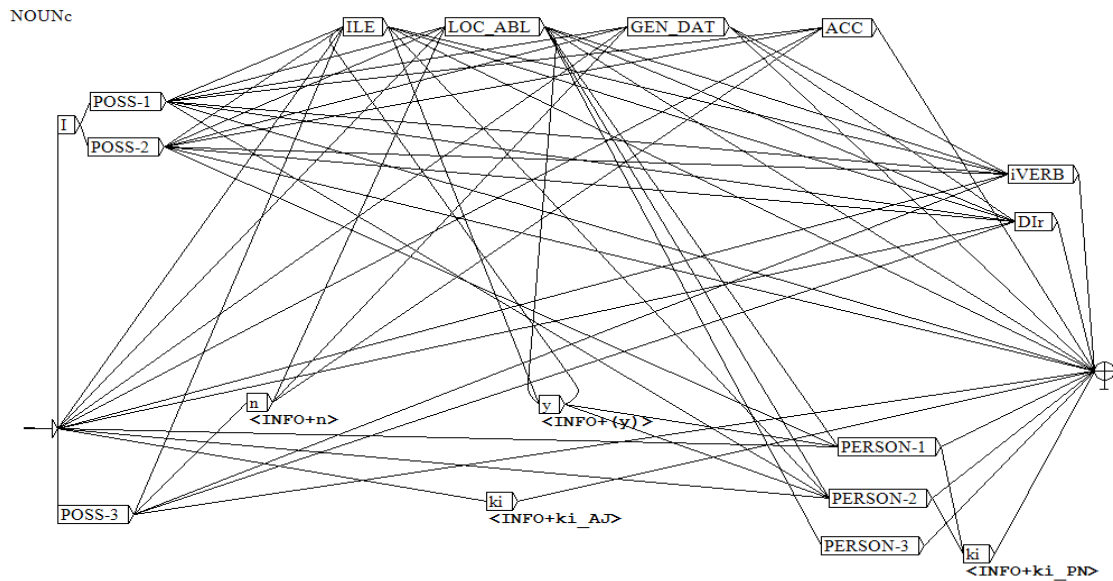 NOUNc
ILE
LOC_ABL
GEN_DAT
ACC
POSS-1
I
POSS-2
iVERB
DIr
n
<INFO+n>
y
<INFO+(y)>
PERSON-1
ki
<INFO+ki_AJ>
PERSON-2
POSS-3
PERSON-3
ki
<INFO+ki_PN>